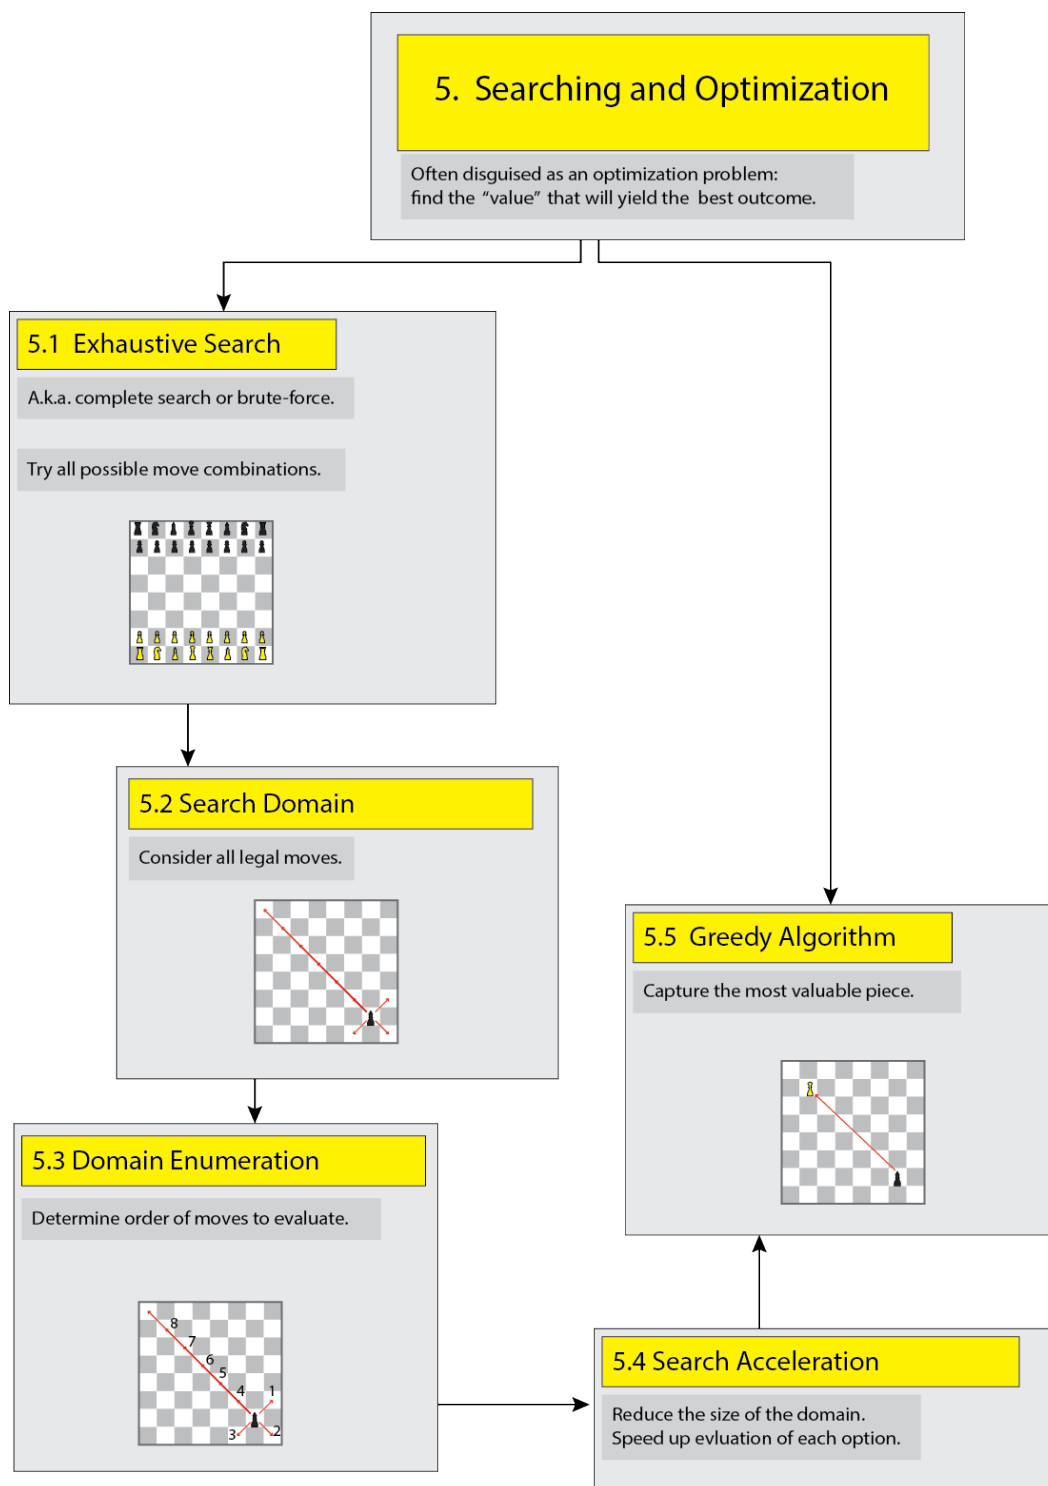 5. Searching and Optimization
Often disguised as an optimization problem:
find the “value” that will yield the best outcome.
5.1 Exhaustive Search
A.k.a. complete search or brute-force.
Try all possible move combinations.
5.2 Search Domain
Consider all legal moves.
5.3 Domain Enumeration
Determine order of moves to evaluate.
8
7
6
5
4
1
3
2
5.4 Search Acceleration
Reduce the size of the domain.
Speed up evluation of each option.
5.5 Greedy Algorithm
Capture the most valuable piece.